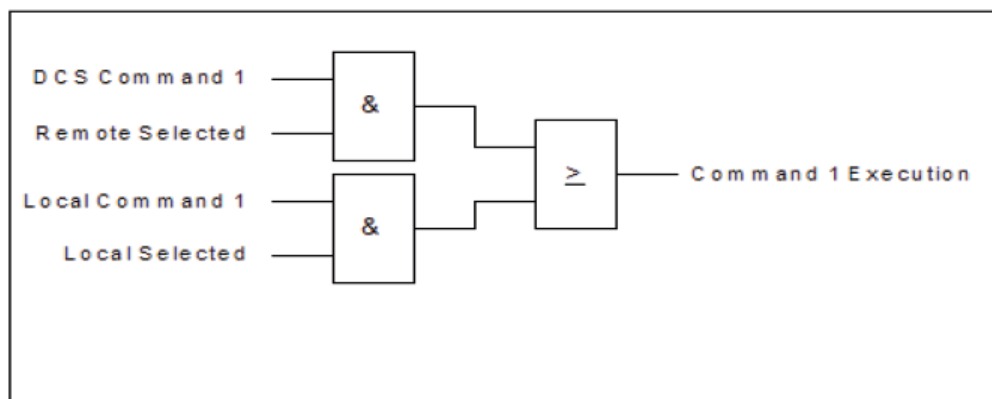 DCS Command 1
&
Remote Selected
≥
Command 1 Execution
Local Command 1
&
Local Selected